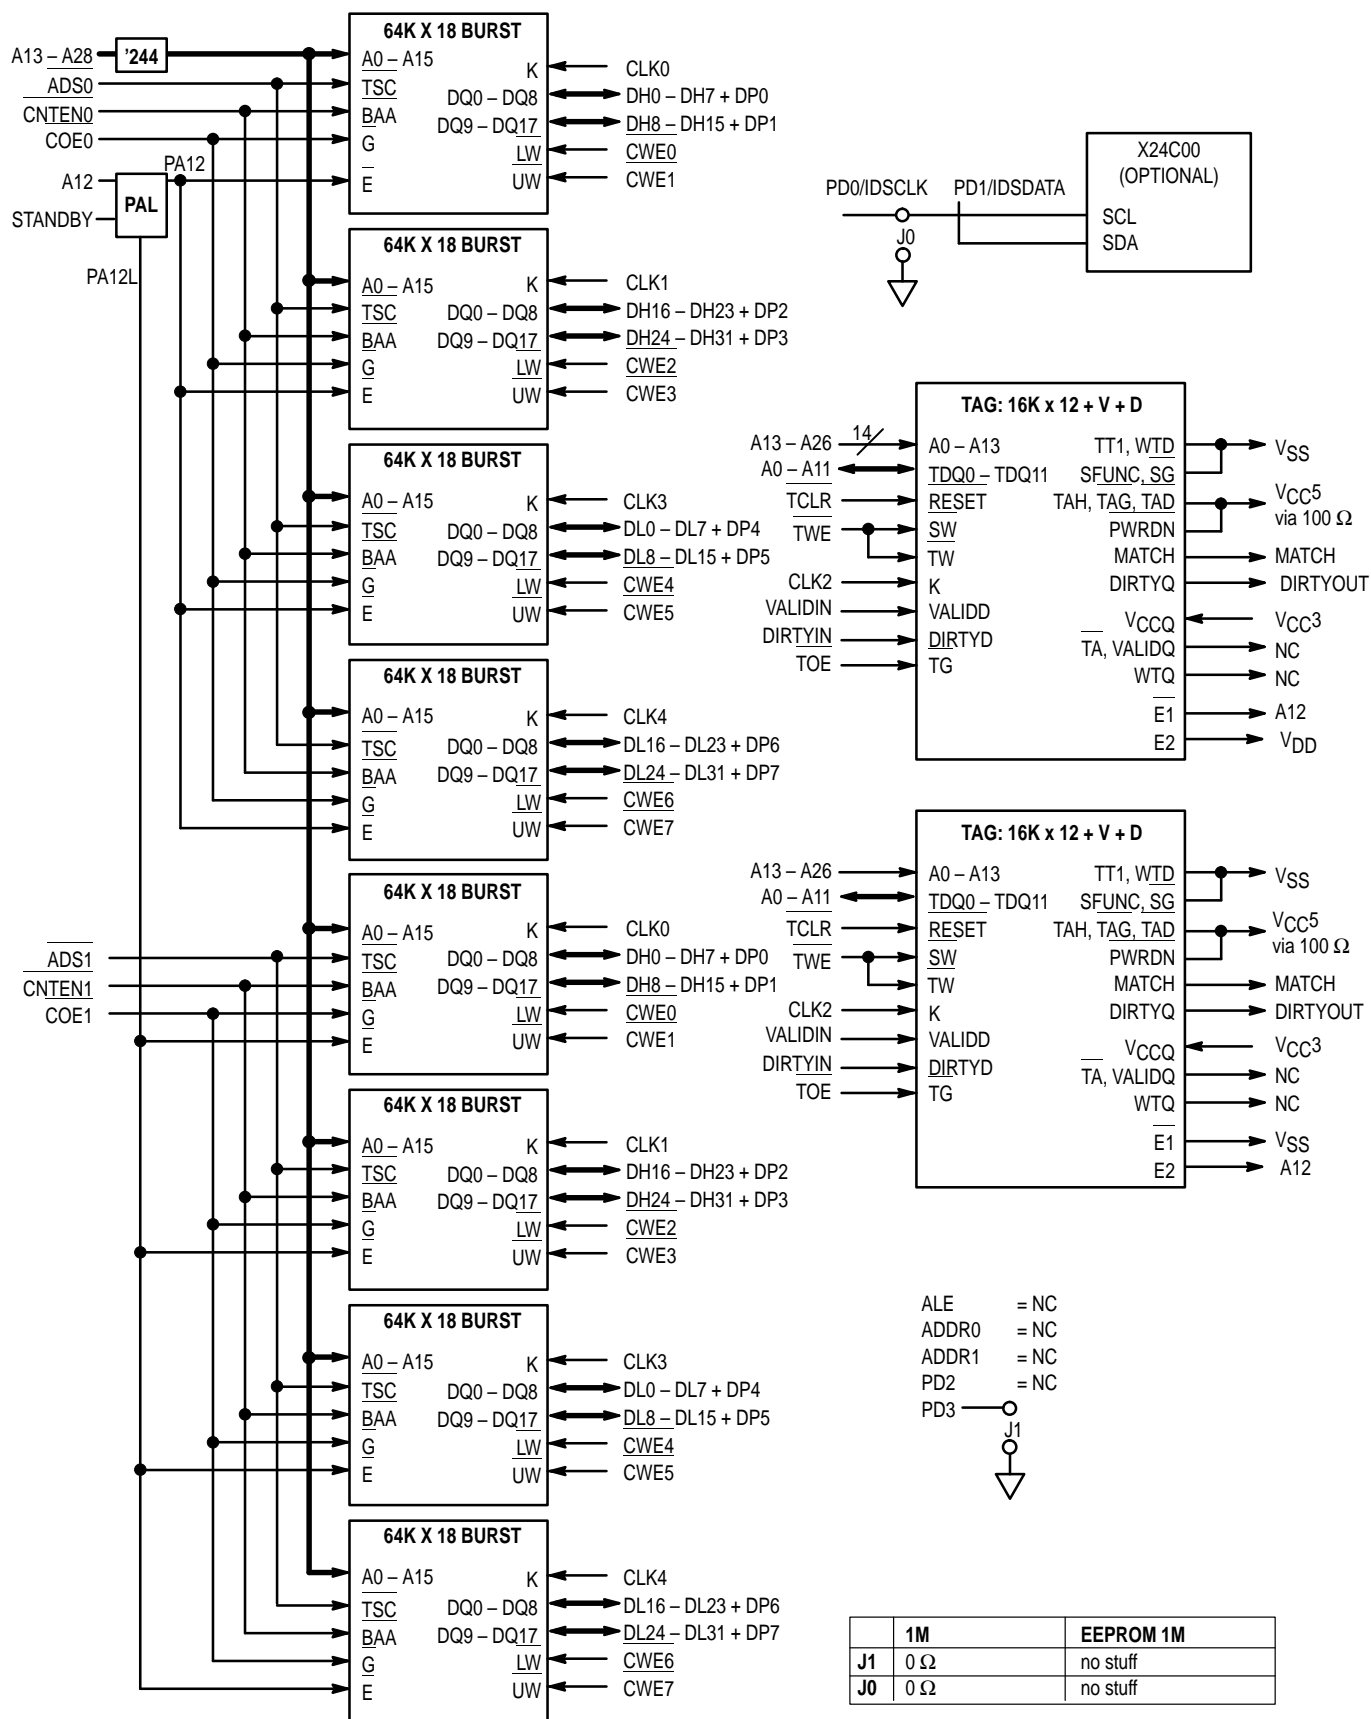 A13 – A28
'244
ADS0
CNTEN0
COE0
A12
STANDBY
PAL
PA12
PA12L
ADS1
CNTEN1
COE1
64K X 18 BURST
A0 – A15
TSC
BAA
G
E
K
DQ0 – DQ8
DQ9 – DQ17
LW
UW
CLK0
DH0 – DH7 + DP0
DH8 – DH15 + DP1
CWE0
CWE1
64K X 18 BURST
A0 – A15
TSC
BAA
G
E
K
DQ0 – DQ8
DQ9 – DQ17
LW
UW
CLK1
DH16 – DH23 + DP2
DH24 – DH31 + DP3
CWE2
CWE3
64K X 18 BURST
A0 – A15
TSC
BAA
G
E
K
DQ0 – DQ8
DQ9 – DQ17
LW
UW
CLK3
DL0 – DL7 + DP4
DL8 – DL15 + DP5
CWE4
CWE5
64K X 18 BURST
A0 – A15
TSC
BAA
G
E
K
DQ0 – DQ8
DQ9 – DQ17
LW
UW
CLK4
DL16 – DL23 + DP6
DL24 – DL31 + DP7
CWE6
CWE7
64K X 18 BURST
A0 – A15
TSC
BAA
G
E
K
DQ0 – DQ8
DQ9 – DQ17
LW
UW
CLK0
DH0 – DH7 + DP0
DH8 – DH15 + DP1
CWE0
CWE1
64K X 18 BURST
A0 – A15
TSC
BAA
G
E
K
DQ0 – DQ8
DQ9 – DQ17
LW
UW
CLK1
DH16 – DH23 + DP2
DH24 – DH31 + DP3
CWE2
CWE3
64K X 18 BURST
A0 – A15
TSC
BAA
G
E
K
DQ0 – DQ8
DQ9 – DQ17
LW
UW
CLK3
DL0 – DL7 + DP4
DL8 – DL15 + DP5
CWE4
CWE5
64K X 18 BURST
A0 – A15
TSC
BAA
G
E
K
DQ0 – DQ8
DQ9 – DQ17
LW
UW
CLK4
DL16 – DL23 + DP6
DL24 – DL31 + DP7
CWE6
CWE7
PD0/IDSCLK
PD1/IDSDATA
J0
X24C00
(OPTIONAL)
SCL
SDA
TAG: 16K x 12 + V + D
A13 – A26
14
A0 – A11
TCLR
TWE
CLK2
VALIDIN
DIRTYIN
TOE
A0 – A13
TDQ0 – TDQ11
RESET
SW
TW
K
VALIDD
DIRTYD
TG
TT1, WTD
SFUNC, SG
TAH, TAG, TAD
PWRDN
MATCH
DIRTYQ
VCCQ
TA, VALIDQ
WTQ
E1
E2
VSS
VCC5
via 100 Ω
MATCH
DIRTYOUT
VCC3
NC
NC
A12
VDD
TAG: 16K x 12 + V + D
A13 – A26
A0 – A11
TCLR
TWE
CLK2
VALIDIN
DIRTYIN
TOE
A0 – A13
TDQ0 – TDQ11
RESET
SW
TW
K
VALIDD
DIRTYD
TG
TT1, WTD
SFUNC, SG
TAH, TAG, TAD
PWRDN
MATCH
DIRTYQ
VCCQ
TA, VALIDQ
WTQ
E1
E2
VSS
VCC5
via 100 Ω
MATCH
DIRTYOUT
VCC3
NC
NC
VSS
A12
ALE = NC
ADDR0 = NC
ADDR1 = NC
PD2 = NC
PD3
J1
1M EEPROM 1M
J1 0 Ω no stuff
J0 0 Ω no stuff